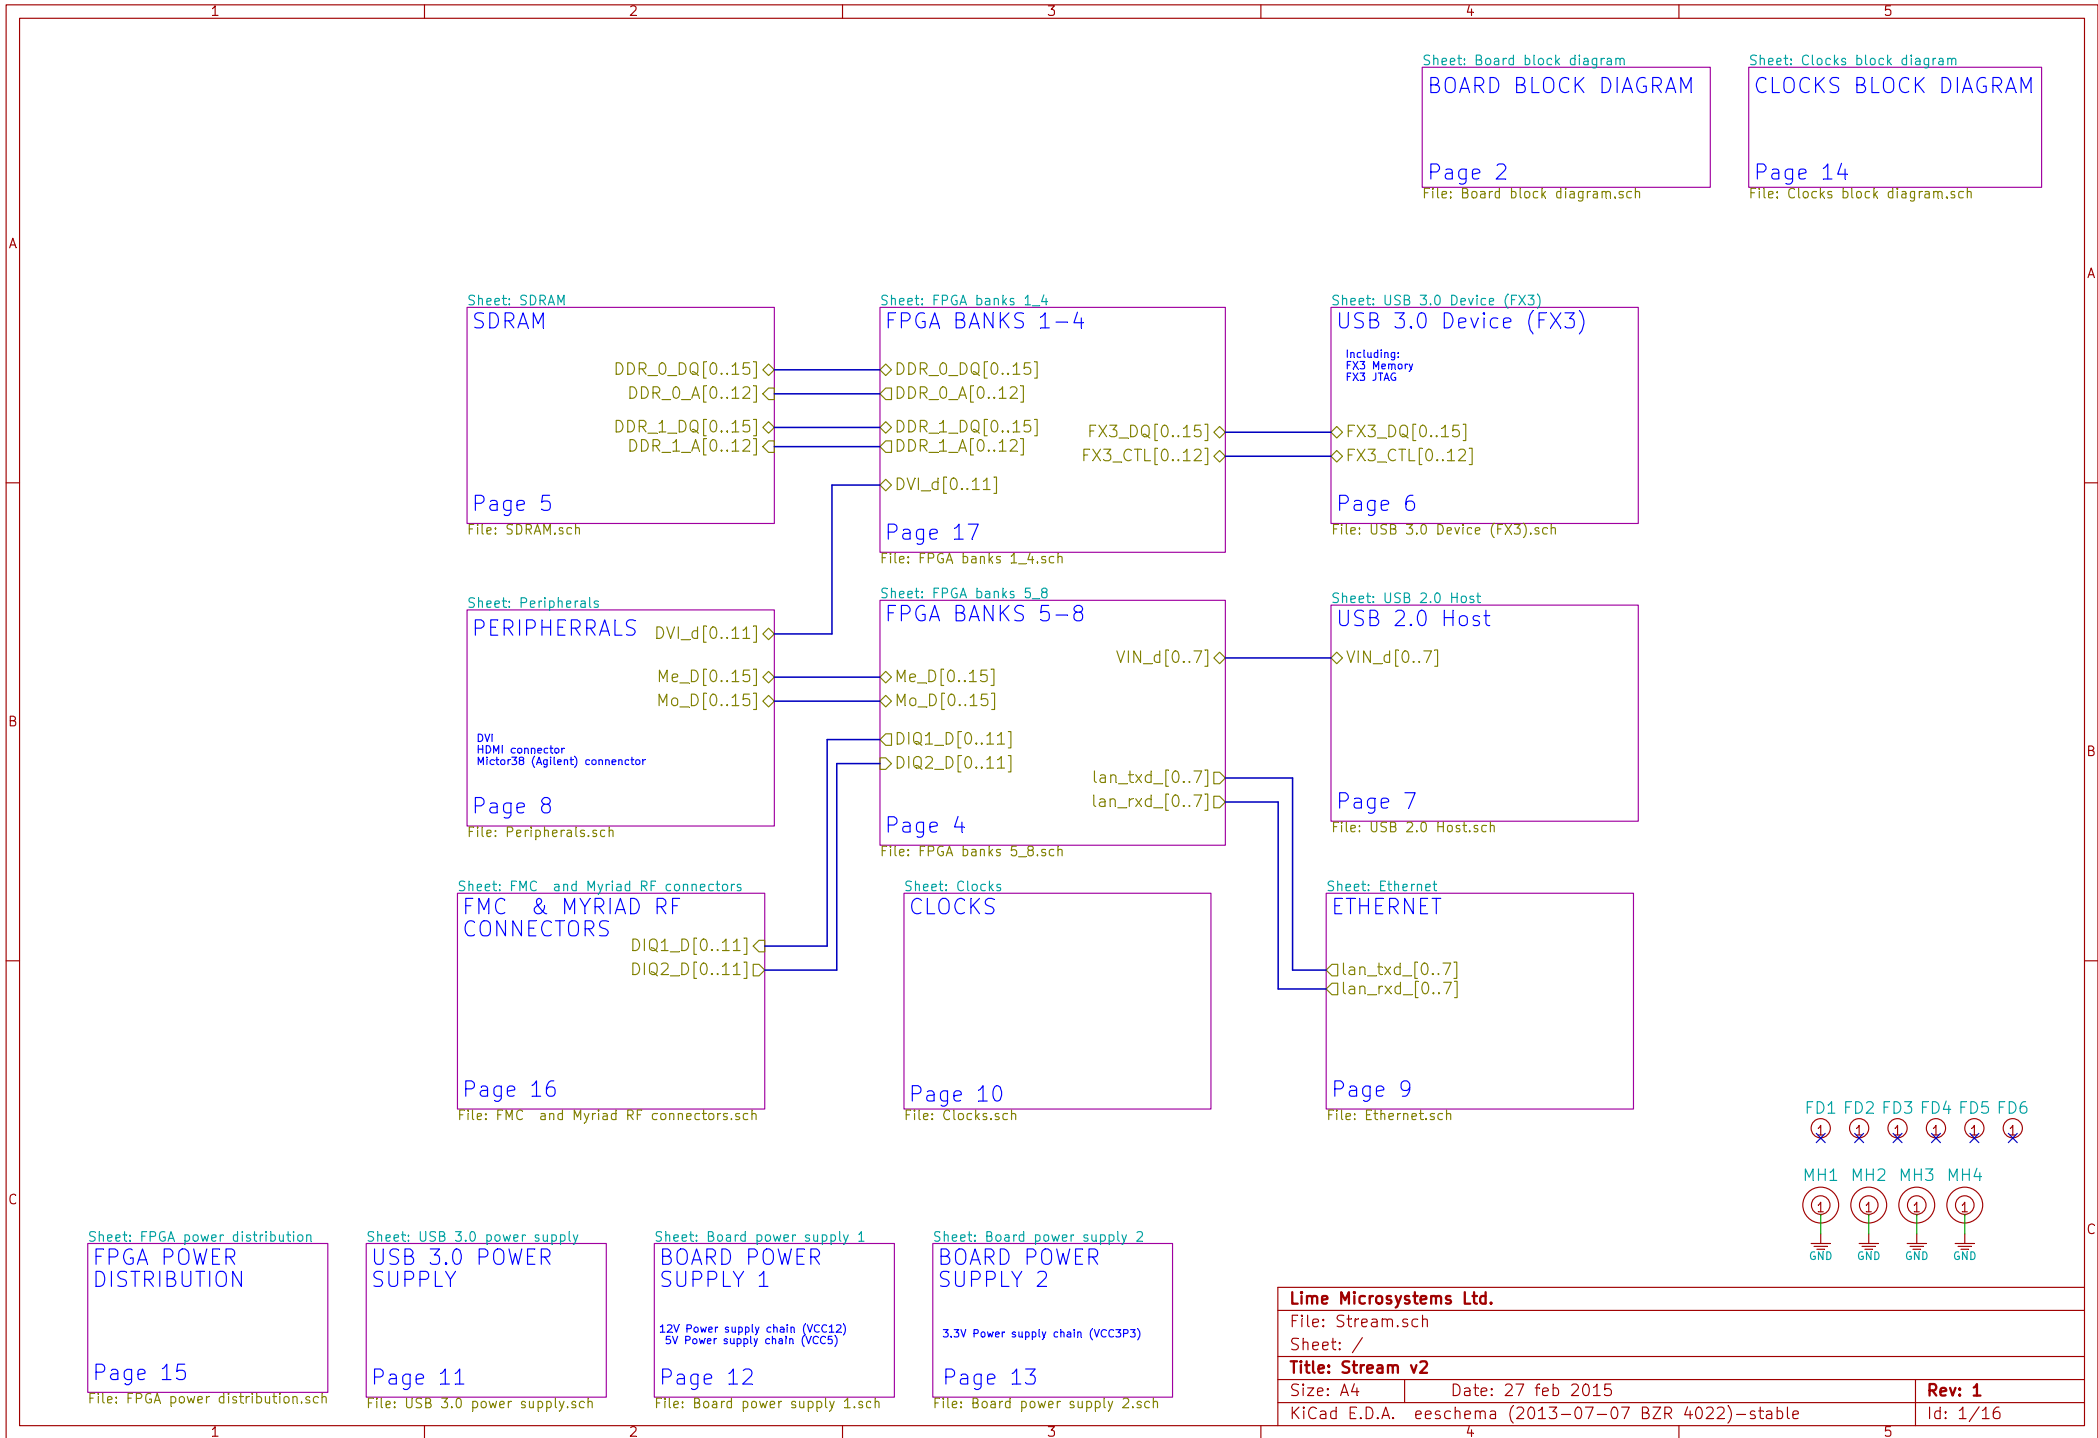 1
2
3
4
5
Sheet: Board block diagram
BOARD BLOCK DIAGRAM
Page 2
File: Board block diagram.sch
Sheet: Clocks block diagram
CLOCKS BLOCK DIAGRAM
Page 14
File: Clocks block diagram.sch
A
A
Sheet: SDRAM
SDRAM
DDR_0_DQ[0..15]
DDR_0_A[0..12]
DDR_1_DQ[0..15]
DDR_1_A[0..12]
Page 5
File: SDRAM.sch
Sheet: FPGA banks 1_4
FPGA BANKS 1-4
DDR_0_DQ[0..15]
DDR_0_A[0..12]
DDR_1_DQ[0..15]
DDR_1_A[0..12]
FX3_DQ[0..15]
FX3_CTL[0..12]
DVI_d[0..11]
Page 17
File: FPGA banks 1_4.sch
Sheet: USB 3.0 Device (FX3)
USB 3.0 Device (FX3)
Including:
FX3 Memory
FX3 JTAG
FX3_DQ[0..15]
FX3_CTL[0..12]
Page 6
File: USB 3.0 Device (FX3).sch
Sheet: Peripherals
PERIPHERRALS
DVI_d[0..11]
Me_D[0..15]
Mo_D[0..15]
DVI
HDMI connector
Mictor38 (Agilent) connenctor
Page 8
File: Peripherals.sch
Sheet: FPGA banks 5_8
FPGA BANKS 5-8
VIN_d[0..7]
Me_D[0..15]
Mo_D[0..15]
DIQ1_D[0..11]
DIQ2_D[0..11]
lan_txd_[0..7]
lan_rxd_[0..7]
Page 4
File: FPGA banks 5_8.sch
Sheet: USB 2.0 Host
USB 2.0 Host
VIN_d[0..7]
Page 7
File: USB 2.0 Host.sch
B
B
Sheet: FMC  and Myriad RF connectors
FMC  & MYRIAD RF
CONNECTORS
DIQ1_D[0..11]
DIQ2_D[0..11]
Page 16
File: FMC  and Myriad RF connectors.sch
Sheet: Clocks
CLOCKS
Page 10
File: Clocks.sch
Sheet: Ethernet
ETHERNET
lan_txd_[0..7]
lan_rxd_[0..7]
Page 9
File: Ethernet.sch
FD1 FD2 FD3 FD4 FD5 FD6
1 1 1 1 1 1
MH1 MH2 MH3 MH4
1 1 1 1
GND GND GND GND
C
C
Sheet: FPGA power distribution
FPGA POWER
DISTRIBUTION
Page 15
File: FPGA power distribution.sch
Sheet: USB 3.0 power supply
USB 3.0 POWER
SUPPLY
Page 11
File: USB 3.0 power supply.sch
Sheet: Board power supply 1
BOARD POWER
SUPPLY 1
12V Power supply chain (VCC12)
5V Power supply chain (VCC5)
Page 12
File: Board power supply 1.sch
Sheet: Board power supply 2
BOARD POWER
SUPPLY 2
3.3V Power supply chain (VCC3P3)
Page 13
File: Board power supply 2.sch
Lime Microsystems Ltd.
File: Stream.sch
Sheet: /
Title: Stream v2
Size: A4
Date: 27 feb 2015
Rev: 1
KiCad E.D.A.  eeschema (2013-07-07 BZR 4022)-stable
Id: 1/16
1
2
3
4
5